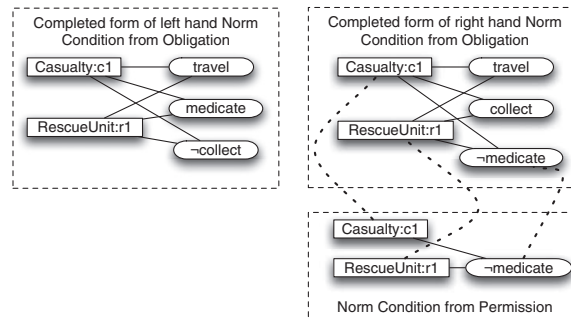 Completed form of left hand Norm
Condition from Obligation
Casualty:c1
travel
medicate
RescueUnit:r1
¬collect
Completed form of right hand Norm
Condition from Obligation
Casualty:c1
travel
collect
RescueUnit:r1
¬medicate
Casualty:c1
RescueUnit:r1
¬medicate
Norm Condition from Permission